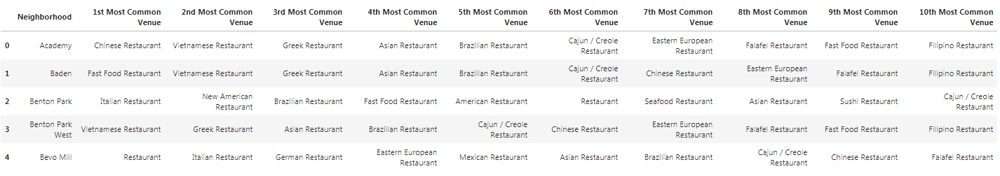 Neighborhood 1st Most Common Venue 2nd Most Common Venue 3rd Most Common Venue 4th Most Common Venue 5th Most Common Venue 6th Most Common Venue 7th Most Common Venue 8th Most Common Venue 9th Most Common Venue 10th Most Common Venue
0 Academy Chinese Restaurant Vietnamese Restaurant Greek Restaurant Asian Restaurant Brazilian Restaurant Cajun / Creole Restaurant Eastern European Restaurant Falafel Restaurant Fast Food Restaurant Filipino Restaurant
1 Baden Fast Food Restaurant Vietnamese Restaurant Greek Restaurant Asian Restaurant Brazilian Restaurant Cajun / Creole Restaurant Chinese Restaurant Eastern European Restaurant Falafel Restaurant Filipino Restaurant
2 Benton Park Italian Restaurant New American Restaurant Brazilian Restaurant Fast Food Restaurant American Restaurant Restaurant Seafood Restaurant Asian Restaurant Sushi Restaurant Cajun / Creole Restaurant
3 Benton Park West Vietnamese Restaurant Greek Restaurant Asian Restaurant Brazilian Restaurant Cajun / Creole Restaurant Chinese Restaurant Eastern European Restaurant Falafel Restaurant Fast Food Restaurant Filipino Restaurant
4 Bevo Mill Restaurant Italian Restaurant German Restaurant Eastern European Restaurant Mexican Restaurant Asian Restaurant Brazilian Restaurant Cajun / Creole Restaurant Chinese Restaurant Falafel Restaurant